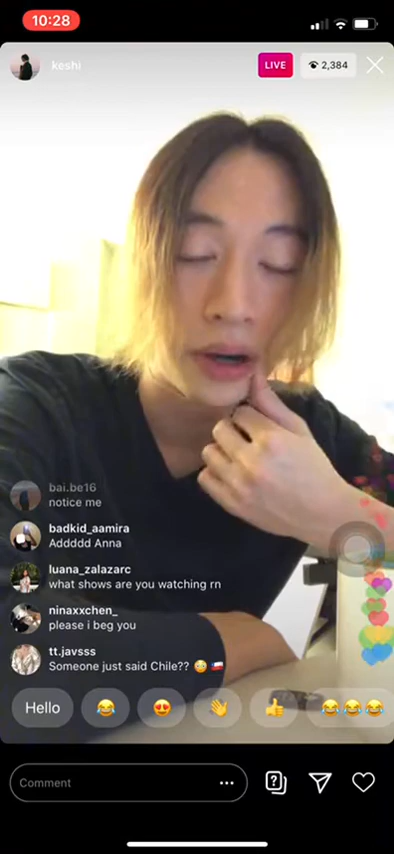 10:28
keshi
LIVE
2,384
bai.be16
notice me
badkid_aamira
Addddd Anna
luana_zalazarc
what shows are you watching rn
ninaxxchen_
please i beg you
tt.javsss
Someone just said Chile?? 😳 🇨🇱
Hello 😂 😍 👋 👍 😂😂😂
Comment